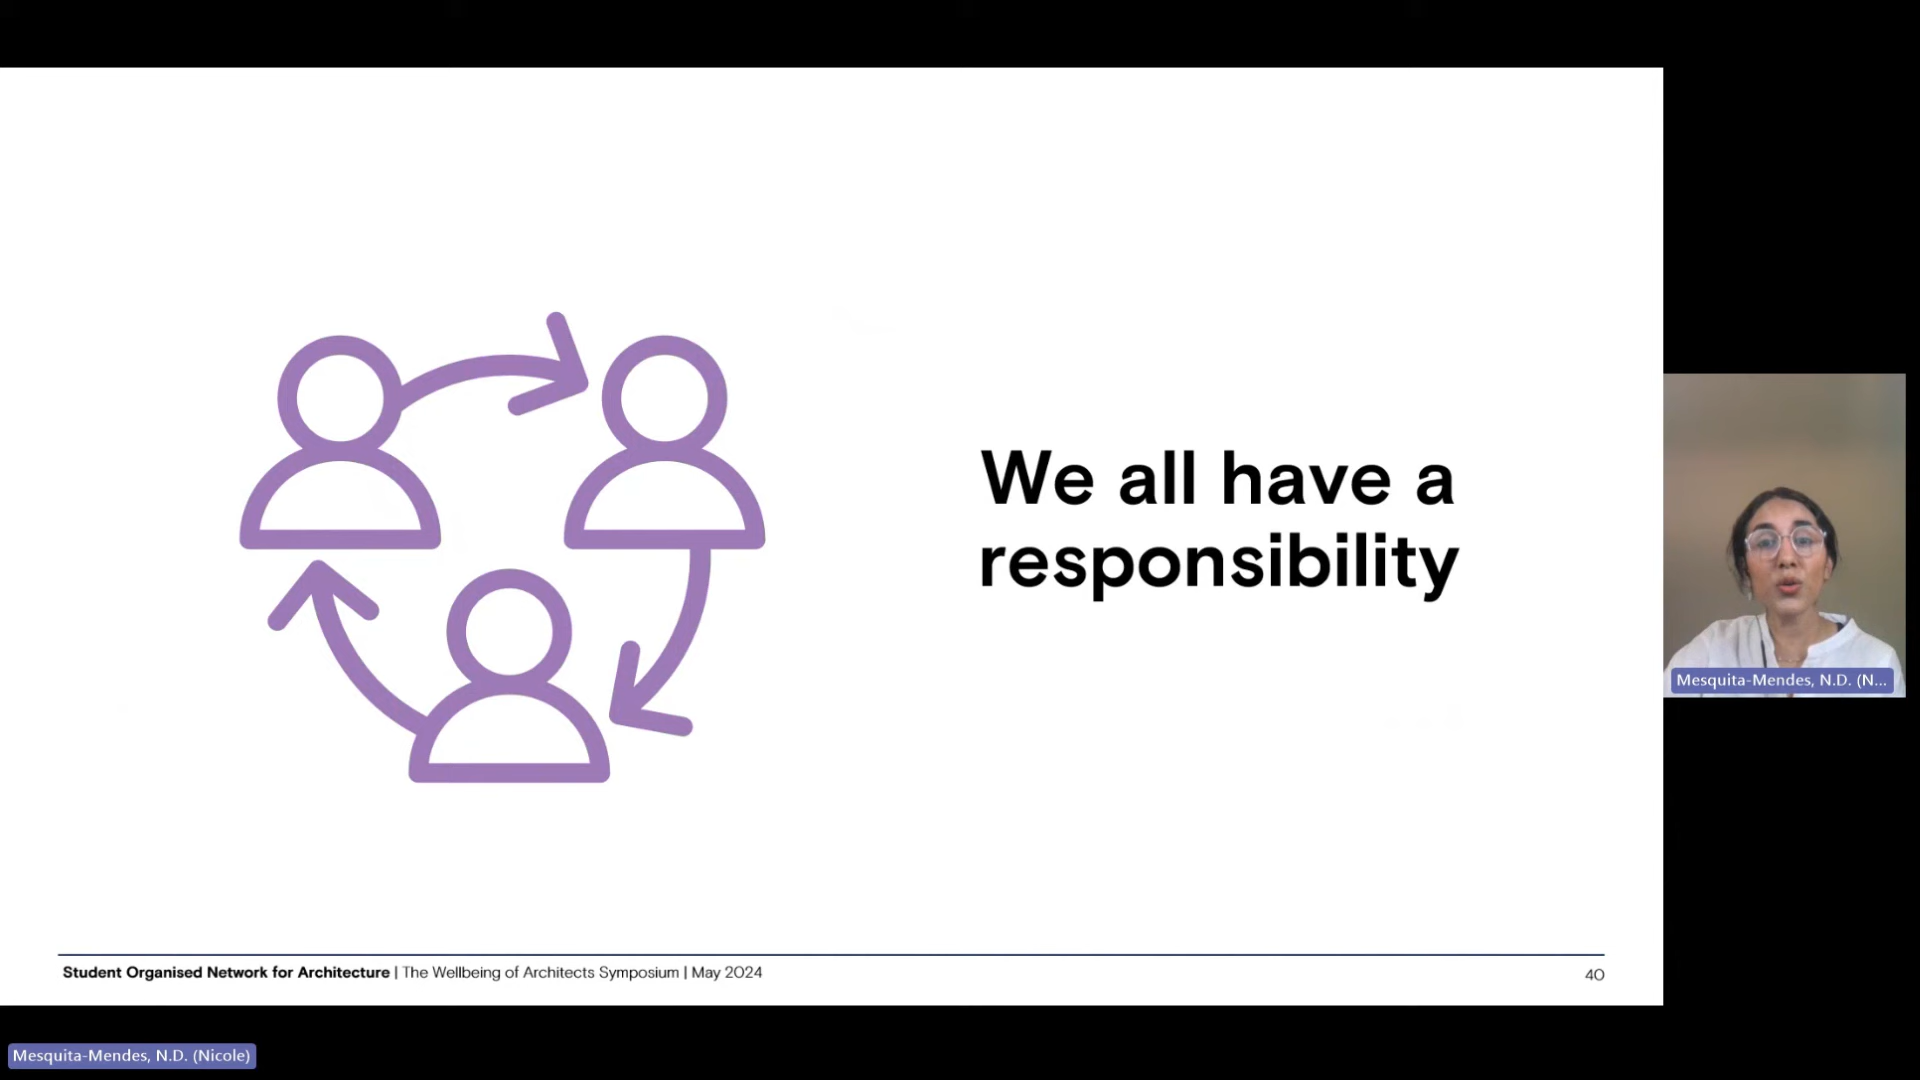 We all have a
responsibility
Mesquita-Mendes, N.D. (N...
Student Organised Network for Architecture | The Wellbeing of Architects Symposium | May 2024
40
Mesquita-Mendes, N.D. (Nicole)